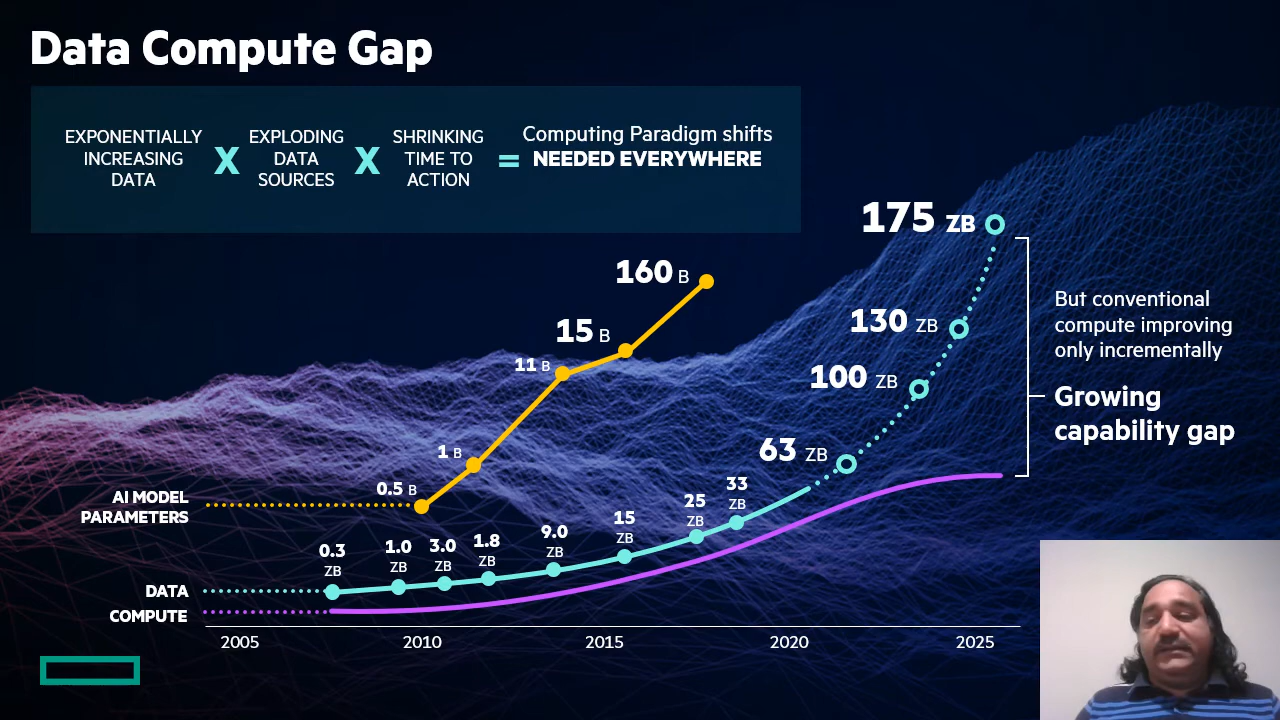 Data Compute Gap
EXPONENTIALLY
INCREASING
DATA
X
EXPLODING
DATA
SOURCES
X
SHRINKING
TIME TO
ACTION
=
Computing Paradigm shifts
NEEDED EVERYWHERE
175 ZB
160 B
But conventional
compute improving
only incrementally
130 ZB
15 B
11 B
100 ZB
Growing
capability gap
63 ZB
1 B
0.5 B
AI MODEL
PARAMETERS
0.3
ZB
1.0
ZB
3.0
ZB
1.8
ZB
9.0
ZB
15
ZB
25
ZB
33
ZB
DATA
COMPUTE
2005
2010
2015
2020
2025